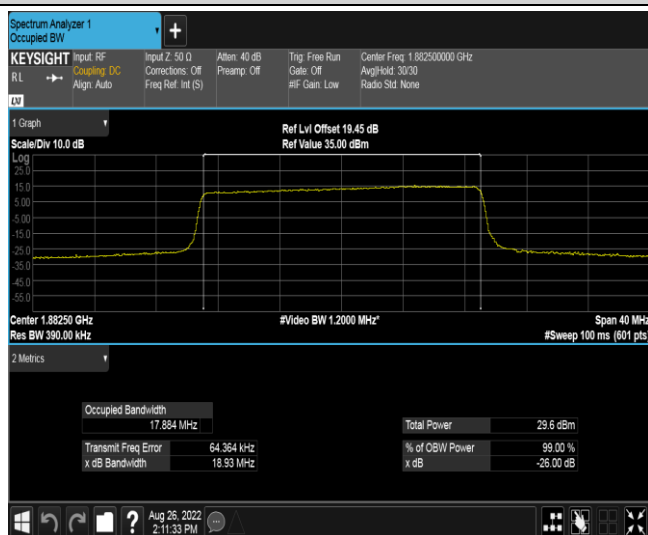 Spectrum Analyzer 1
Occupied BW
+
KEYSIGHT
RL
LXI
Input: RF
Coupling: DC
Align: Auto
Input Z: 50 Ω
Corrections: Off
Freq Ref: Int (S)
Atten: 40 dB
Preamp: Off
Trig: Free Run
Gate: Off
#IF Gain: Low
Center Freq: 1.882500000 GHz
Avg|Hold: 30/30
Radio Std: None
1 Graph
Scale/Div 10.0 dB
Ref Lvl Offset 19.45 dB
Ref Value 35.00 dBm
Log
25.0
15.0
5.00
-5.00
-15.0
-25.0
-35.0
-45.0
-55.0
Center 1.88250 GHz
Res BW 390.00 kHz
#Video BW 1.2000 MHz*
Span 40 MHz
#Sweep 100 ms (601 pts)
2 Metrics
Occupied Bandwidth
17.884 MHz
Total Power 29.6 dBm
Transmit Freq Error 64.364 kHz
% of OBW Power 99.00 %
x dB Bandwidth 18.93 MHz
x dB -26.00 dB
?
Aug 26, 2022
2:11:33 PM